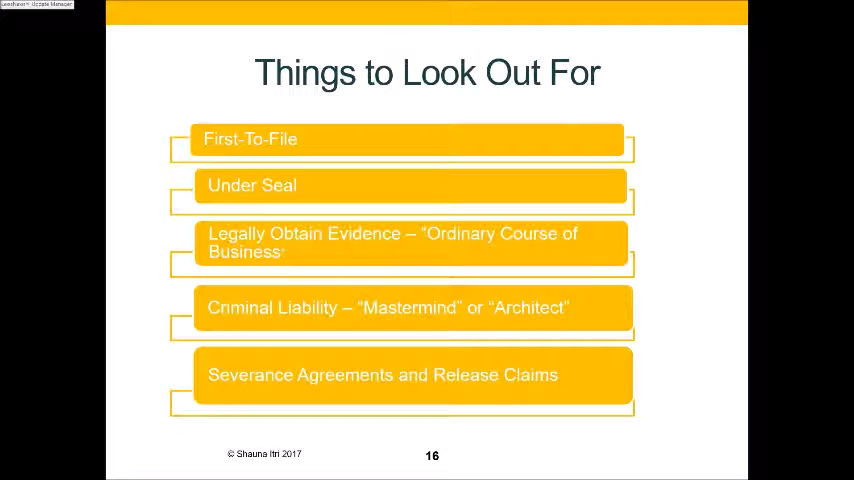 Things to Look Out For
First-To-File
Under Seal
Legally Obtain Evidence – “Ordinary Course of
Business”
Criminal Liability – “Mastermind” or “Architect”
Severance Agreements and Release Claims
© Shauna Itri 2017
16